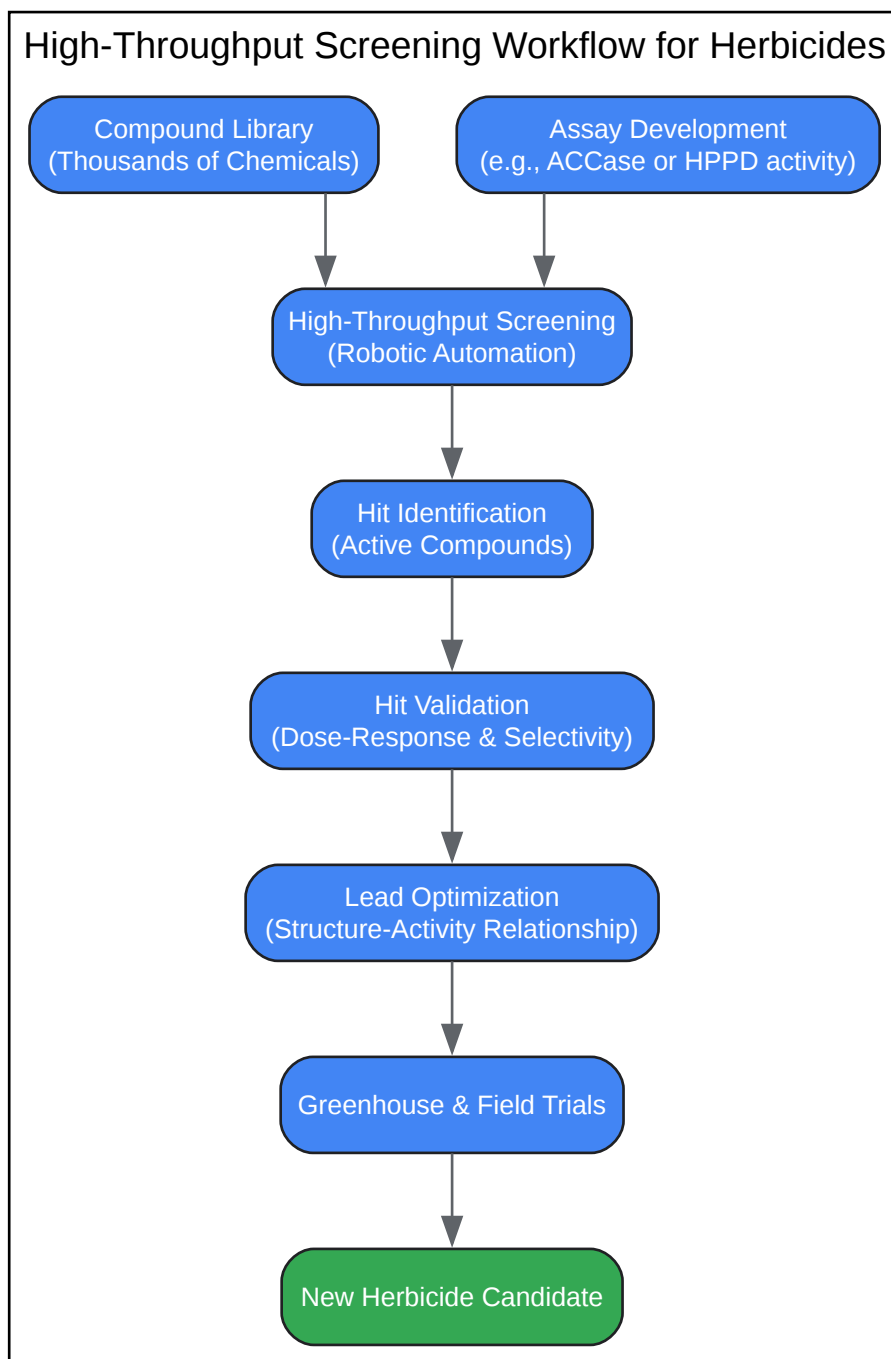 High-Throughput Screening Workflow for Herbicides
Compound Library
(Thousands of Chemicals)
Assay Development
(e.g., ACCase or HPPD activity)
High-Throughput Screening
(Robotic Automation)
Hit Identification
(Active Compounds)
Hit Validation
(Dose-Response & Selectivity)
Lead Optimization
(Structure-Activity Relationship)
Greenhouse & Field Trials
New Herbicide Candidate